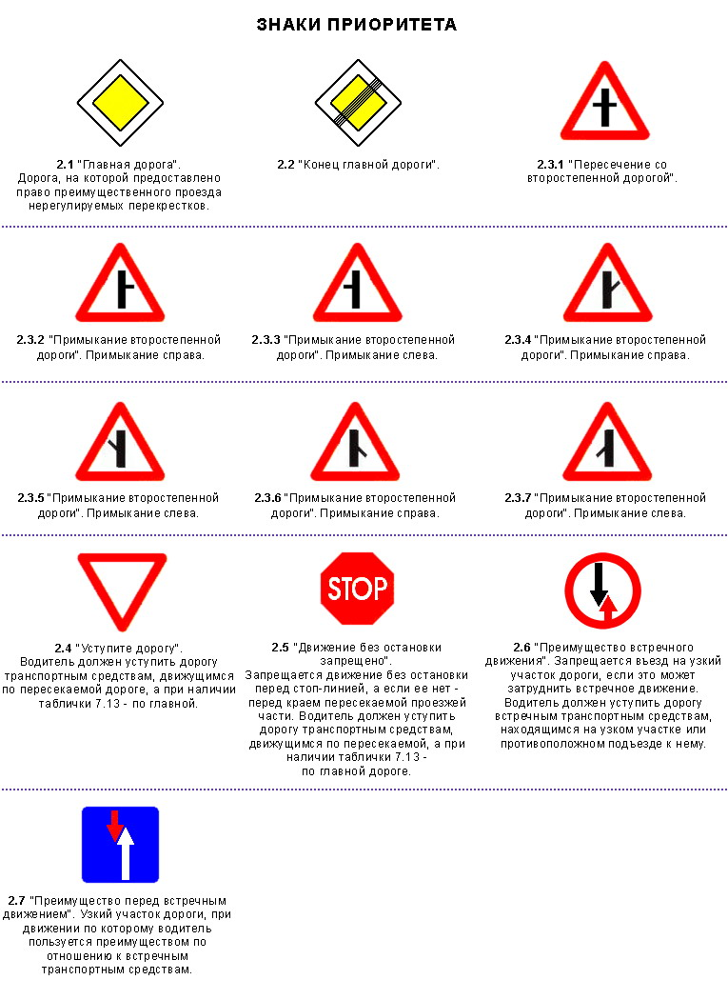 ЗНАКИ ПРИОРИТЕТА
2.1 "Главная дорога".
Дорога, на которой предоставлено
право преимущественного проезда
нерегулируемых перекрестков.
2.2 "Конец главной дороги".
2.3.1 "Пересечение со
второстепенной дорогой".
2.3.2 "Примыкание второстепенной
дороги". Примыкание справа.
2.3.3 "Примыкание второстепенной
дороги". Примыкание слева.
2.3.4 "Примыкание второстепенной
дороги". Примыкание справа.
2.3.5 "Примыкание второстепенной
дороги". Примыкание слева.
2.3.6 "Примыкание второстепенной
дороги". Примыкание справа.
2.3.7 "Примыкание второстепенной
дороги". Примыкание слева.
2.4 "Уступите дорогу".
Водитель должен уступить дорогу
транспортным средствам, движущимся
по пересекаемой дороге, а при наличии
таблички 7.13 - по главной.
STOP
2.5 "Движение без остановки
запрещено".
Запрещается движение без остановки
перед стоп-линией, а если ее нет -
перед краем пересекаемой проезжей
части. Водитель должен уступить
дорогу транспортным средствам,
движущимся по пересекаемой, а при
наличии таблички 7.13 -
по главной дороге.
2.6 "Преимущество встречного
движения". Запрещается въезд на узкий
участок дороги, если это может
затруднить встречное движение.
Водитель должен уступить дорогу
встречным транспортным средствам,
находящимся на узком участке или
противоположном подъезде к нему.
2.7 "Преимущество перед встречным
движением". Узкий участок дороги, при
движении по которому водитель
пользуется преимуществом по
отношению к встречным
транспортным средствам.